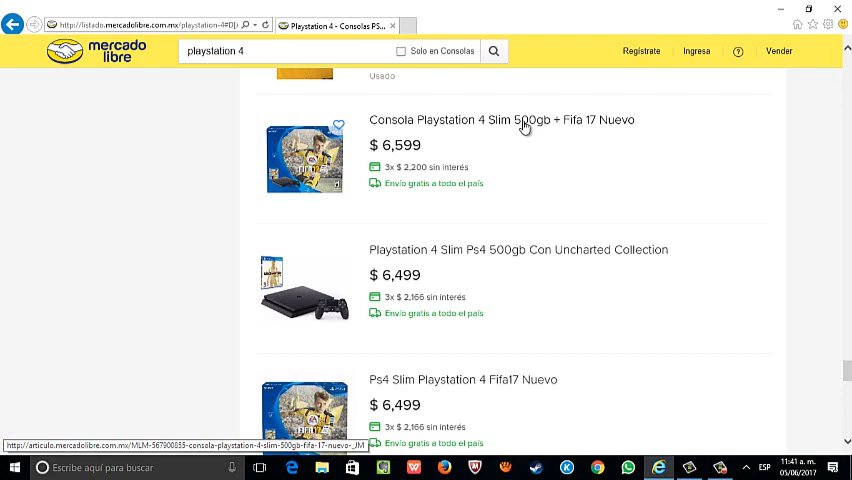 http://listado.mercadolibre.com.mx/playstation-4#D[/
Playstation 4 - Consolas PS...
mercado
libre
playstation 4
Solo en Consolas
Regístrate
Ingresa
Vender
Usado
Consola Playstation 4 Slim 500gb + Fifa 17 Nuevo
$ 6,599
3x $ 2,200 sin interés
Envío gratis a todo el país
Playstation 4 Slim Ps4 500gb Con Uncharted Collection
$ 6,499
3x $ 2,166 sin interés
Envío gratis a todo el país
Ps4 Slim Playstation 4 Fifa17 Nuevo
$ 6,499
3x $ 2,166 sin interés
Envío gratis a todo el país
http://articulo.mercadolibre.com.mx/MLM-567900855-consola-playstation-4-slim-500gb-fifa-17-nuevo-_JM
Escribe aquí para buscar
ESP
11:41 a. m.
05/06/2017